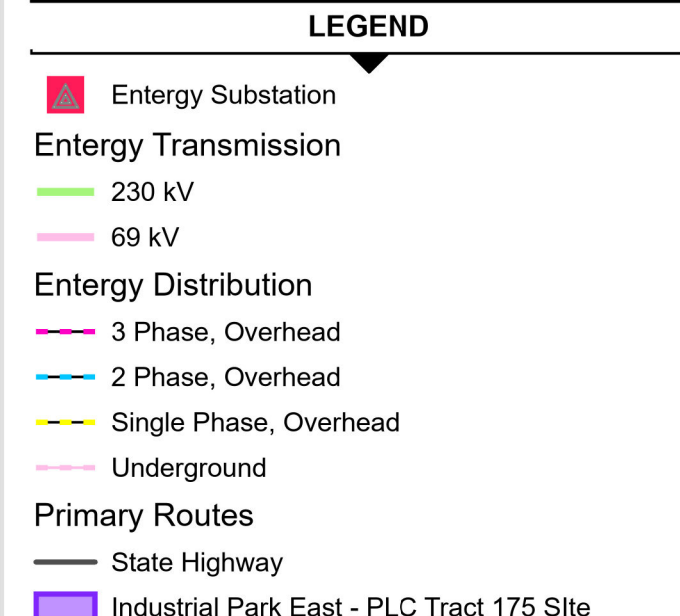 LEGEND
Entergy Substation
Entergy Transmission
230 kV
69 kV
Entergy Distribution
3 Phase, Overhead
2 Phase, Overhead
Single Phase, Overhead
Underground
Primary Routes
State Highway
Industrial Park East - PLC Tract 175 SIte